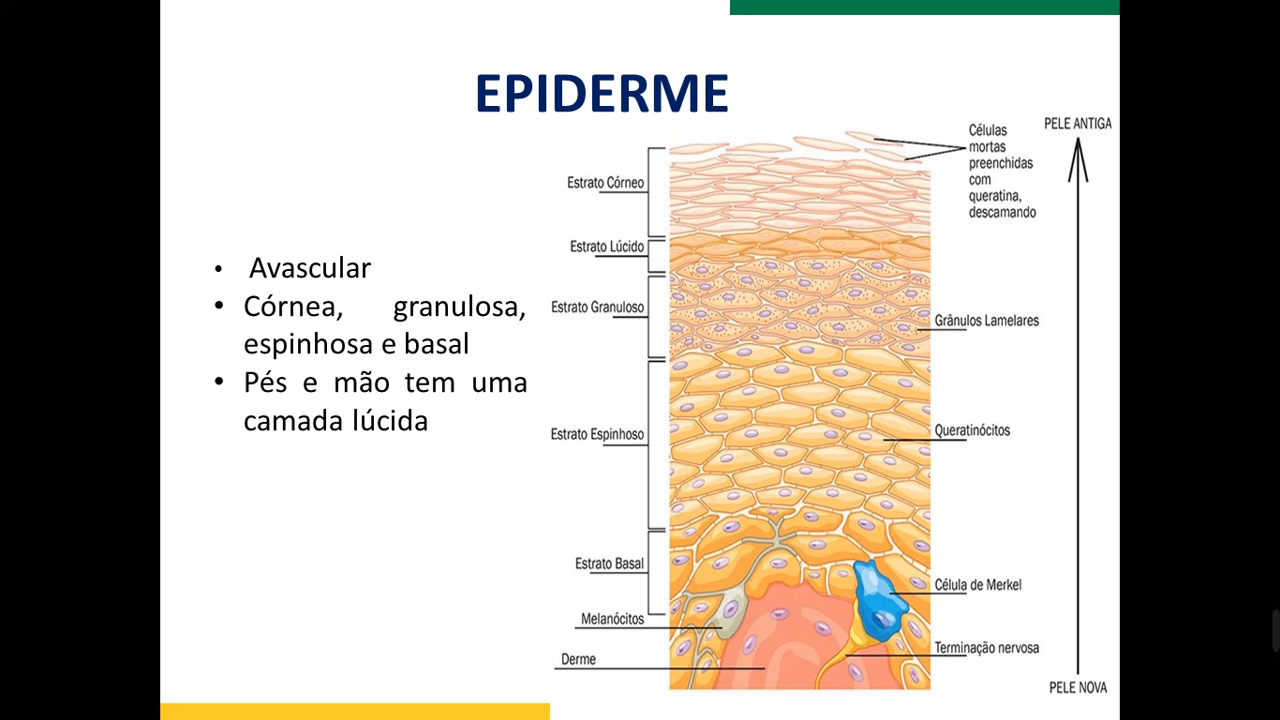 EPIDERME
• Avascular
• Córnea, granulosa,
espinhosa e basal
• Pés e mão tem uma
camada lúcida
Estrato Córneo
Estrato Lúcido
Estrato Granuloso
Estrato Espinhoso
Estrato Basal
Melanócitos
Derme
Células
mortas
preenchidas
com
queratina,
descamando
Grânulos Lamelares
Queratinócitos
Célula de Merkel
Terminação nervosa
PELE ANTIGA
PELE NOVA